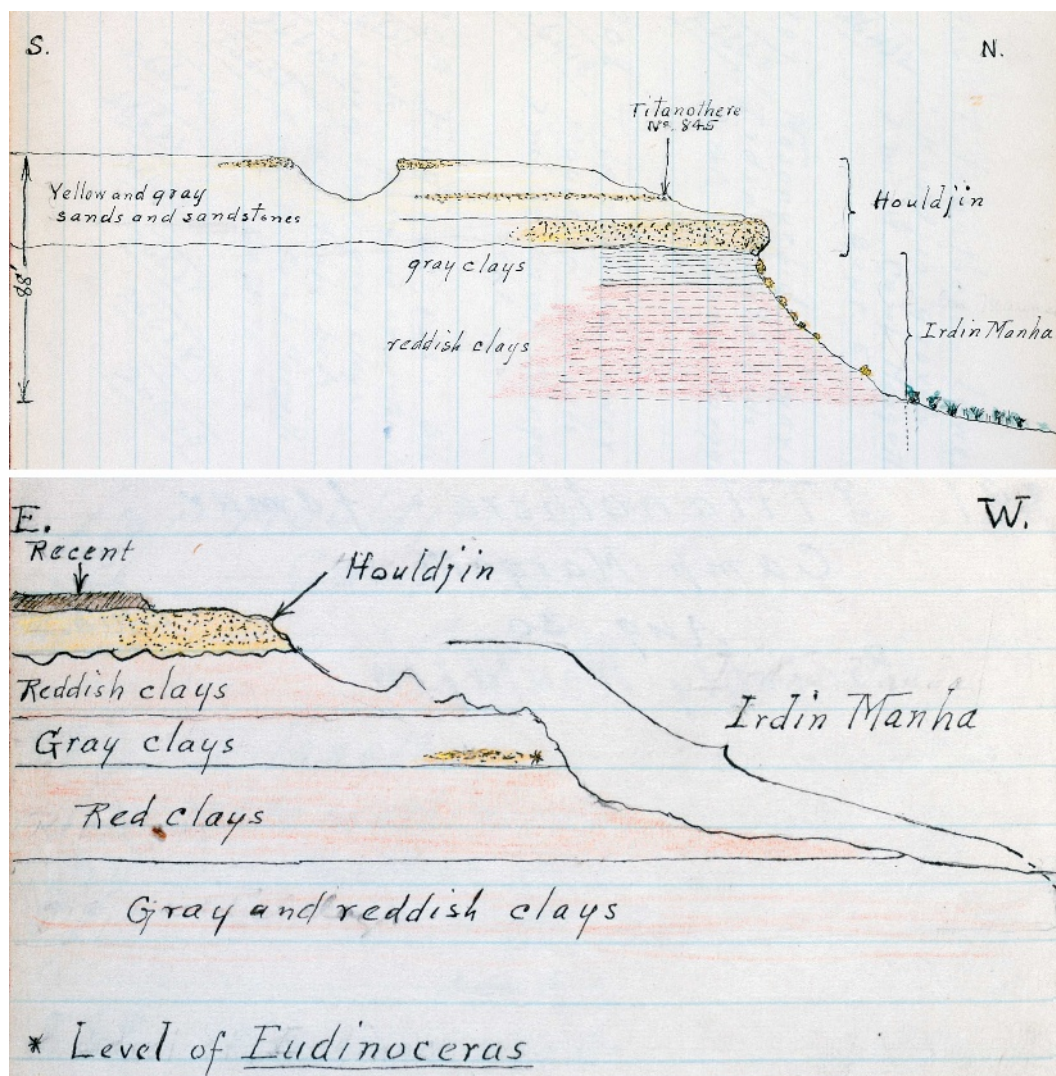 S.
N.
Titanothere
No. 845
Yellow and gray
sands and sandstones
Houldjin
gray clays
88'
reddish clays
Irdin Manha
E.
W.
Recent
Houldjin
Reddish clays
Irdin Manha
Gray clays
Red clays
Gray and reddish clays
* Level of Eudinoceras